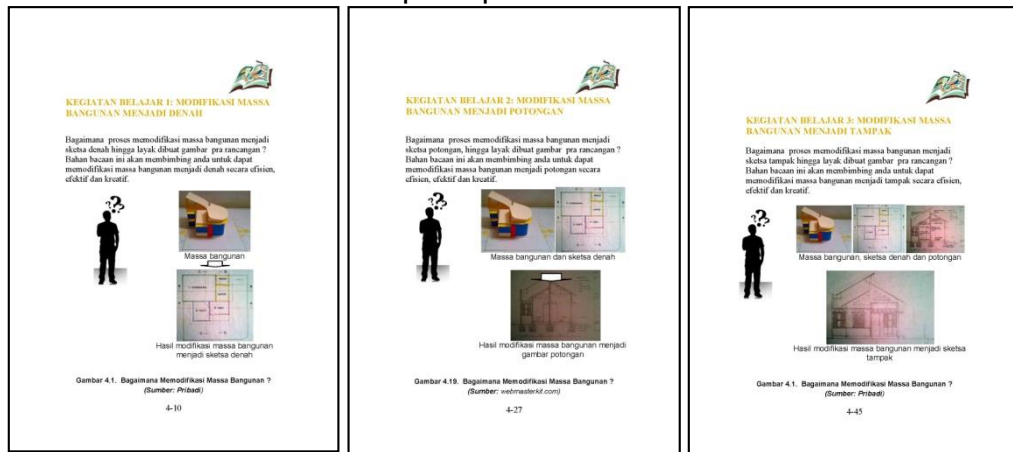 KEGIATAN BELAJAR 1: MODIFIKASI MASSA
BANGUNAN MENJADI DENAH
Bagaimana proses memodifikasi massa bangunan menjadi
sketsa denah hingga layak dibuat gambar pra rancangan ?
Bahan bacaan ini akan membimbing anda untuk dapat
memodifikasi massa bangunan menjadi denah secara efisien,
efektif dan kreatif.
Massa bangunan
Hasil modifikasi massa bangunan
menjadi sketsa denah
Gambar 4.1. Bagaimana Memodifikasi Massa Bangunan ?
(Sumber: Pribadi)
4-10
KEGIATAN BELAJAR 2: MODIFIKASI MASSA
BANGUNAN MENJADI POTONGAN
Bagaimana proses memodifikasi massa bangunan menjadi
sketsa potongan, hingga layak dibuat gambar pra rancangan ?
Bahan bacaan ini akan membimbing anda untuk dapat
memodifikasi massa bangunan menjadi potongan secara
efisien, efektif dan kreatif.
Massa bangunan dan sketsa denah
Hasil modifikasi massa bangunan menjadi
gambar potongan
Gambar 4.19. Bagaimana Memodifikasi Massa Bangunan ?
(Sumber: webmasterkit.com)
4-27
KEGIATAN BELAJAR 3: MODIFIKASI MASSA
BANGUNAN MENJADI TAMPAK
Bagaimana proses memodifikasi massa bangunan menjadi
sketsa tampak hingga layak dibuat gambar pra rancangan ?
Bahan bacaan ini akan membimbing anda untuk dapat
memodifikasi massa bangunan menjadi tampak secara efisien,
efektif dan kreatif.
Massa bangunan, sketsa denah dan potongan
Hasil modifikasi massa bangunan menjadi sketsa
tampak
Gambar 4.1. Bagaimana Memodifikasi Massa Bangunan ?
(Sumber: Pribadi)
4-45